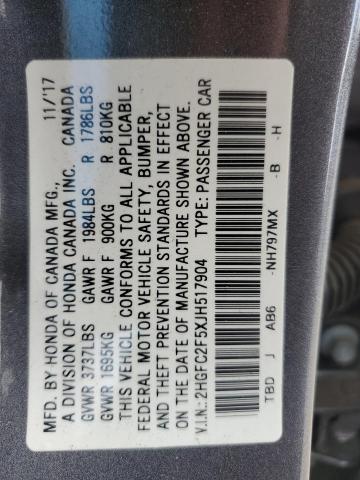 MFD. BY HONDA OF CANADA MFG., 11/'17
A DIVISION OF HONDA CANADA INC. CANADA
GVWR 3737LBS GAWR F 1984LBS R 1786LBS
GVWR 1695KG GAWR F 900KG R 810KG
THIS VEHICLE CONFORMS TO ALL APPLICABLE
FEDERAL MOTOR VEHICLE SAFETY, BUMPER,
AND THEFT PREVENTION STANDARDS IN EFFECT
ON THE DATE OF MANUFACTURE SHOWN ABOVE.
V.I.N.: 2HGFC2F5XJH517904 TYPE: PASSENGER CAR
TBD J AB6 -NH797MX -B -H